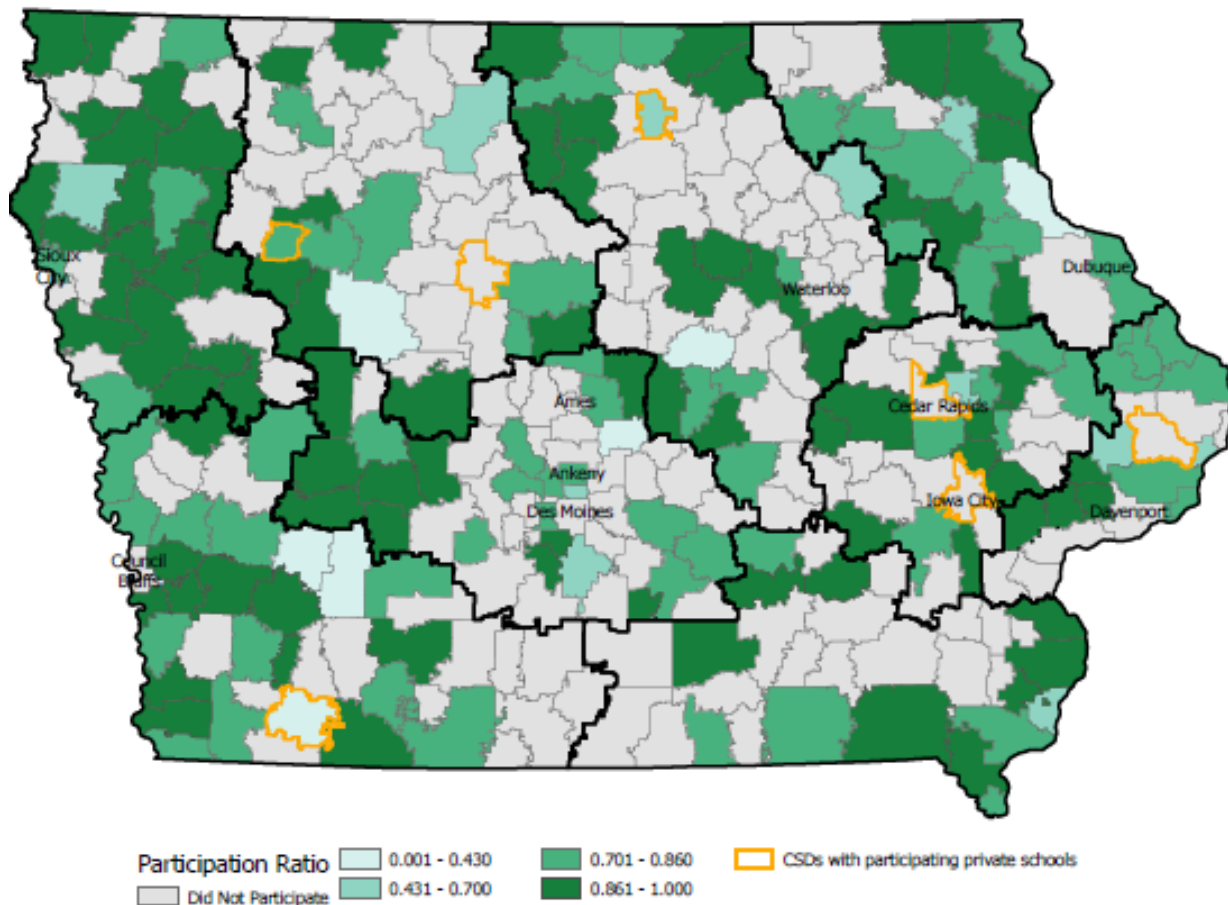 Sioux
City
Dubuque
Waterloo
Ames
Cedar Rapids
Ankeny
Iowa City
Des Moines
Davenport
Council
Bluffs
Participation Ratio
0.001 - 0.430
0.701 - 0.860
CSDs with participating private schools
Did Not Participate
0.431 - 0.700
0.861 - 1.000